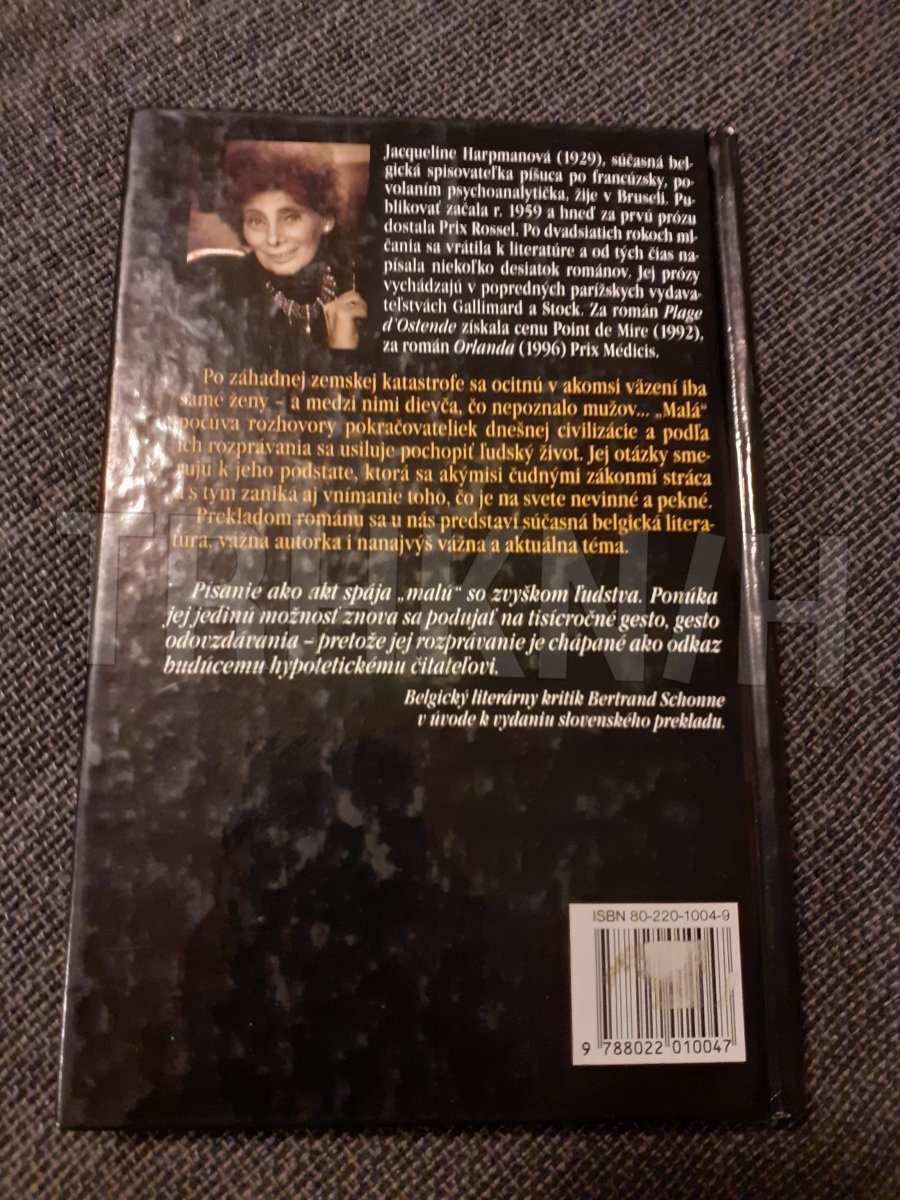 Jacqueline Harpmanová (1929), súčasná bel-
gická spisovateľka píšuca po francúzsky, po-
volaním psychoanalytička, žije v Bruseli. Pu-
blikovať začala r. 1959 a hneď za prvú prózu
dostala Prix Rossel. Po dvadsiatich rokoch ml-
čania sa vrátila k literatúre a od tých čias na-
písala niekoľko desiatok románov. Jej prózy
vychádzajú v popredných parížskych vydava-
teľstvách Gallimard a Stock. Za román Plage
d'Ostende získala cenu Point de Mire (1992),
za román Orlanda (1996) Prix Médicis.
Po záhadnej zemskej katastrofe sa ocitnú v akomsi väzení iba
samé ženy – a medzi nimi dievča, čo nepoznalo mužov... „Malá“
počúva rozhovory pokračovateliek dnešnej civilizácie a podľa
ich rozprávania sa usiluje pochopiť ľudský život. Jej otázky sme-
rujú k jeho podstate, ktorá sa akýmisi čudnými zákonmi stráca
a s tým zaniká aj vnímanie toho, čo je na svete nevinné a pekné.
Prekladom románu sa u nás predstaví súčasná belgická litera-
túra, vážna autorka i nanajvýš vážna a aktuálna téma.
Písanie ako akt spája „malú“ so zvyškom ľudstva. Ponúka
jej jedinú možnosť znova sa podujať na tisícročné gesto, gesto
odovzdávania – pretože jej rozprávanie je chápané ako odkaz
budúcemu hypotetickému čitateľovi.
Belgický literárny kritik Bertrand Schonne
v úvode k vydaniu slovenského prekladu.
ISBN 80-220-1004-9
9 788022 010047